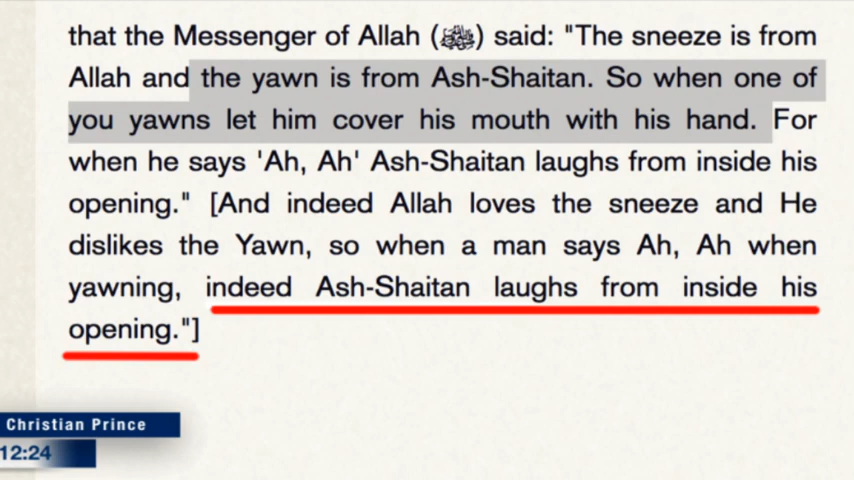 that the Messenger of Allah (ﷺ) said: "The sneeze is from
Allah and the yawn is from Ash-Shaitan. So when one of
you yawns let him cover his mouth with his hand. For
when he says 'Ah, Ah' Ash-Shaitan laughs from inside his
opening." [And indeed Allah loves the sneeze and He
dislikes the Yawn, so when a man says Ah, Ah when
yawning, indeed Ash-Shaitan laughs from inside his
opening."]
Christian Prince
12:24